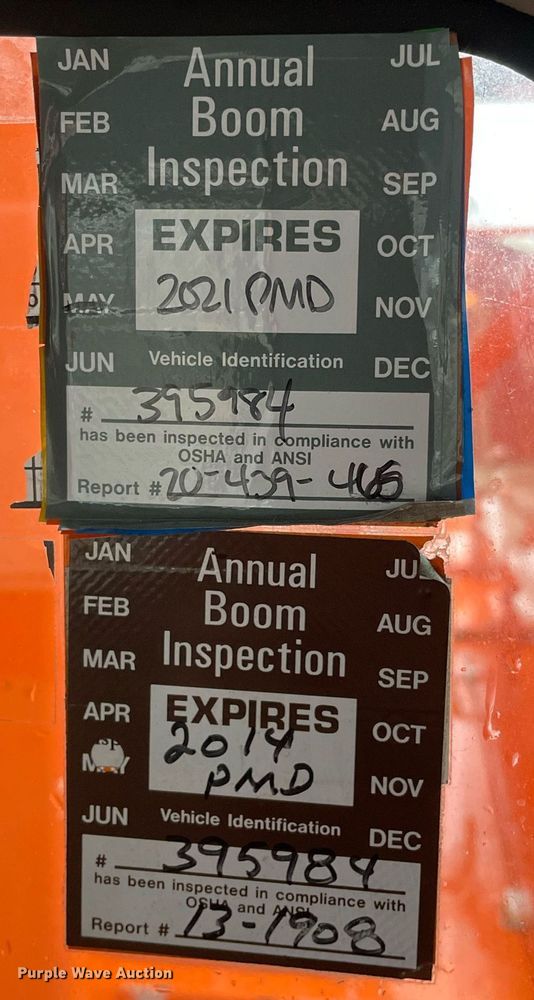 JAN Annual JUL
FEB Boom AUG
MAR Inspection SEP
APR EXPIRES OCT
MAY 2021 PMD NOV
JUN Vehicle Identification DEC
# 395984
has been inspected in compliance with
OSHA and ANSI
Report # 20-439-465
JAN Annual JU
FEB Boom AUG
MAR Inspection SEP
APR EXPIRES OCT
MAY 2014
PMD NOV
JUN Vehicle Identification DEC
# 395984
has been inspected in compliance with
OSHA and ANSI
Report # 13-1908
Purple Wave Auction